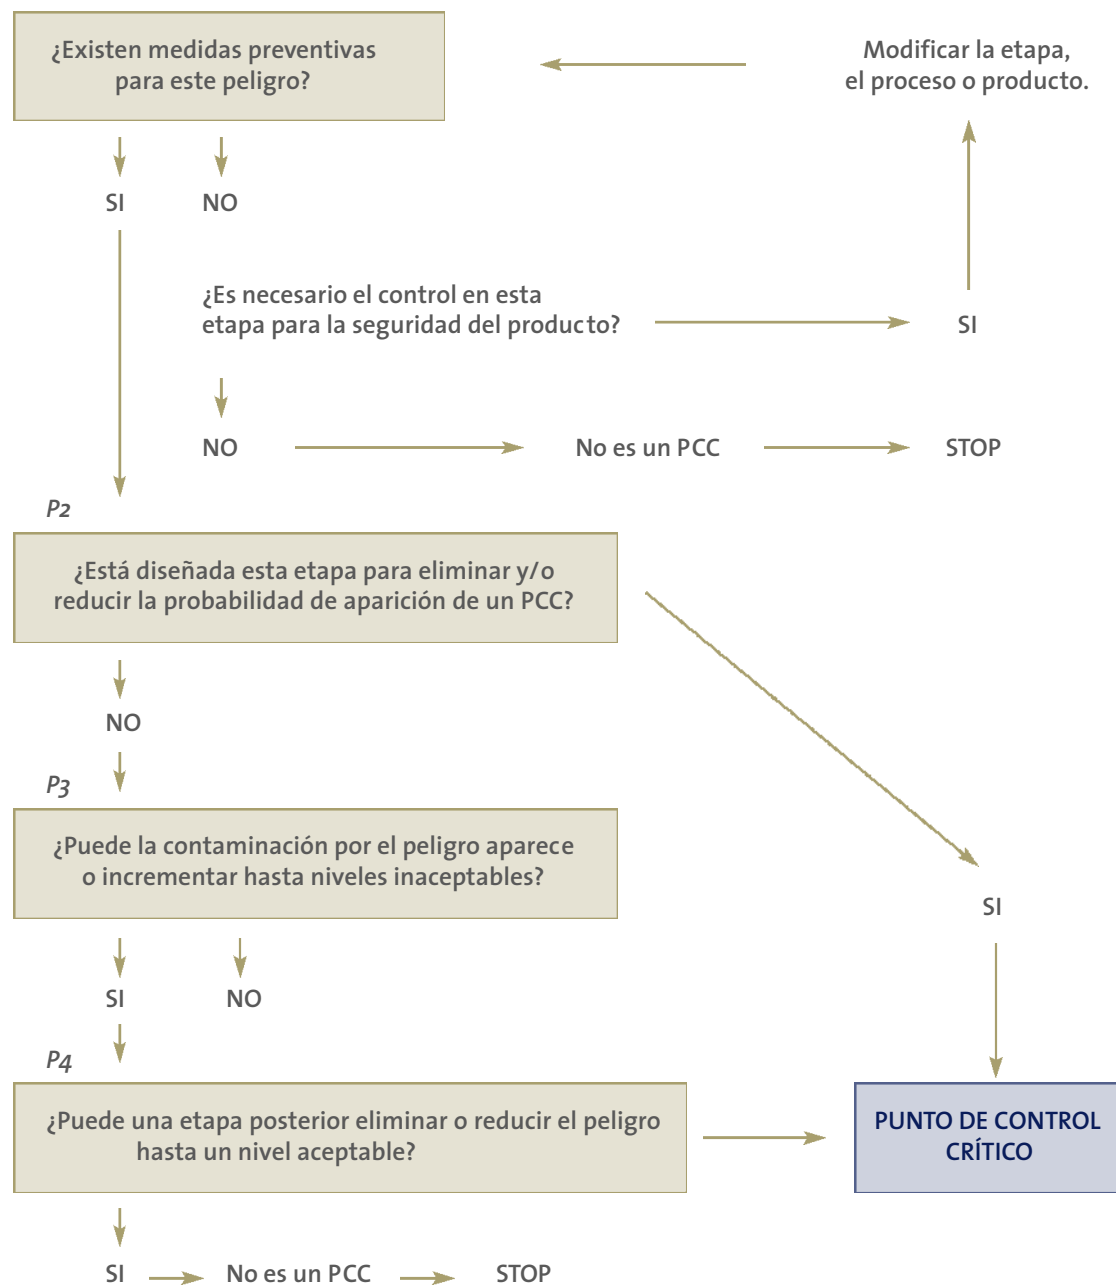 ¿Existen medidas preventivas
para este peligro?
Modificar la etapa,
el proceso o producto.
SI
NO
¿Es necesario el control en esta
etapa para la seguridad del producto?
SI
NO
No es un PCC
STOP
P2
¿Está diseñada esta etapa para eliminar y/o
reducir la probabilidad de aparición de un PCC?
NO
P3
¿Puede la contaminación por el peligro aparece
o incrementar hasta niveles inaceptables?
SI
SI
NO
P4
¿Puede una etapa posterior eliminar o reducir el peligro
hasta un nivel aceptable?
PUNTO DE CONTROL
CRÍTICO
SI
No es un PCC
STOP